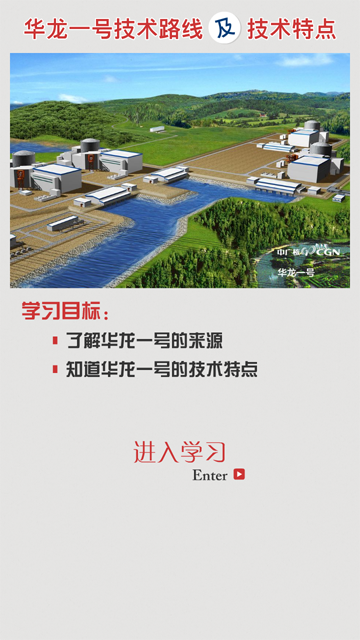 华龙一号技术路线及技术特点
中广核 CGN
华龙一号
学习目标：
了解华龙一号的来源
知道华龙一号的技术特点
进入学习
Enter